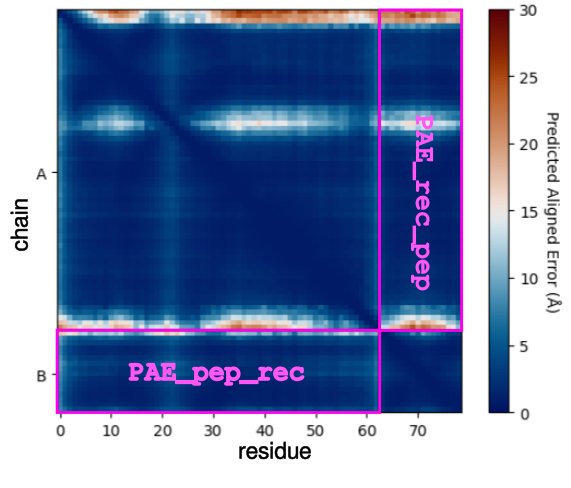 30
25
20
15
10
5
0
Predicted Aligned Error (Å)
chain
A
B
PAE_rec_pep
PAE_pep_rec
0 10 20 30 40 50 60 70
residue